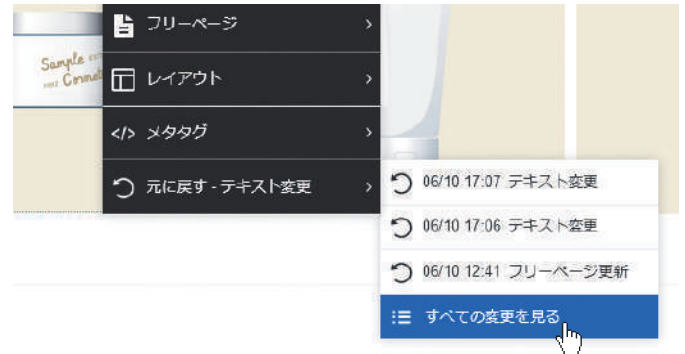 フリーページ
Sample
Cosmet
レイアウト
</> メタタグ
元に戻す - テキスト変更
06/10 17:07 テキスト変更
06/10 17:06 テキスト変更
06/10 12:41 フリーページ更新
すべての変更を見る